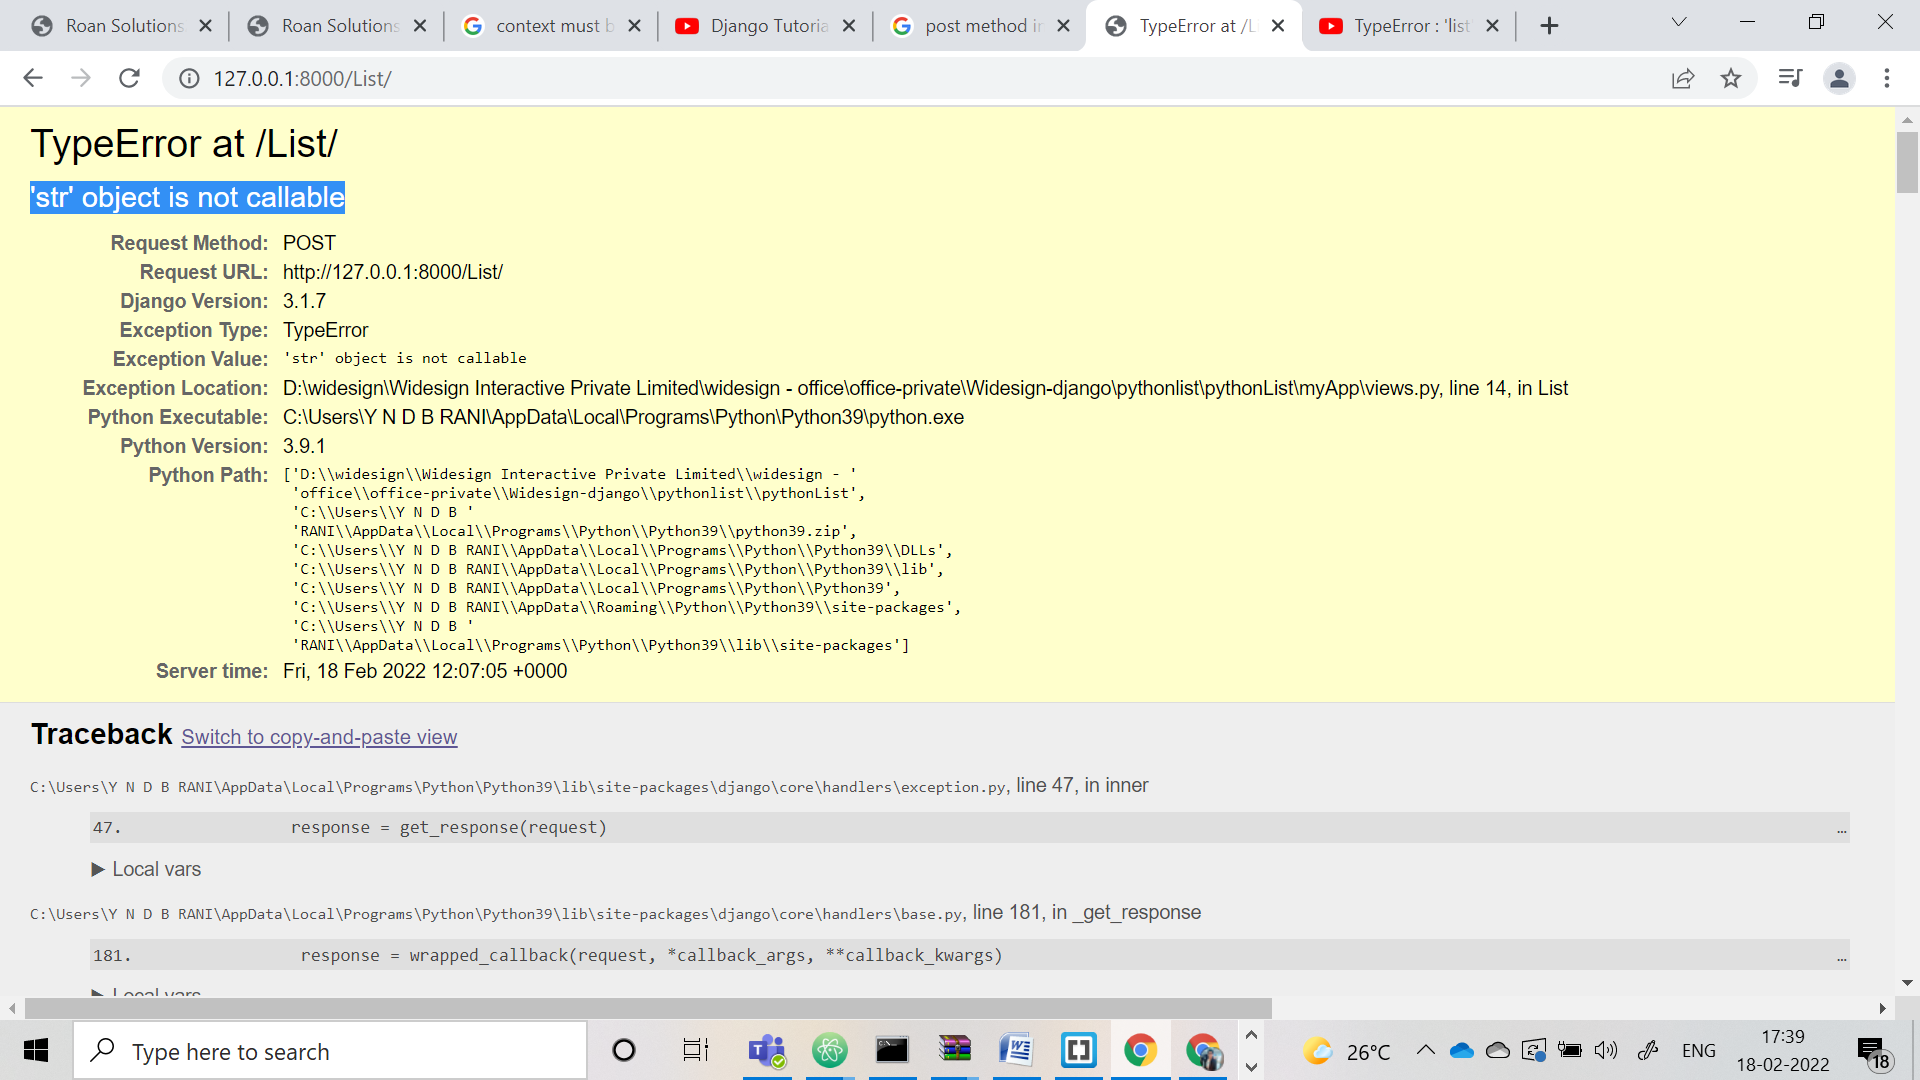 Roan Solutions
Roan Solutions
context must b
Django Tutoria
post method in
TypeError at /Li
TypeError : 'list'
127.0.0.1:8000/List/
TypeError at /List/
'str' object is not callable
Request Method: POST
Request URL: http://127.0.0.1:8000/List/
Django Version: 3.1.7
Exception Type: TypeError
Exception Value: 'str' object is not callable
Exception Location: D:\widesign\Widesign Interactive Private Limited\widesign - office\office-private\Widesign-django\pythonlist\pythonList\myApp\views.py, line 14, in List
Python Executable: C:\Users\Y N D B RANI\AppData\Local\Programs\Python\Python39\python.exe
Python Version: 3.9.1
Python Path: ['D:\\widesign\\Widesign Interactive Private Limited\\widesign - '
'office\\office-private\\Widesign-django\\pythonlist\\pythonList',
'C:\\Users\\Y N D B '
'RANI\\AppData\\Local\\Programs\\Python\\Python39\\python39.zip',
'C:\\Users\\Y N D B RANI\\AppData\\Local\\Programs\\Python\\Python39\\DLLs',
'C:\\Users\\Y N D B RANI\\AppData\\Local\\Programs\\Python\\Python39\\lib',
'C:\\Users\\Y N D B RANI\\AppData\\Local\\Programs\\Python\\Python39',
'C:\\Users\\Y N D B RANI\\AppData\\Roaming\\Python\\Python39\\site-packages',
'C:\\Users\\Y N D B '
'RANI\\AppData\\Local\\Programs\\Python\\Python39\\lib\\site-packages']
Server time: Fri, 18 Feb 2022 12:07:05 +0000
Traceback Switch to copy-and-paste view
C:\Users\Y N D B RANI\AppData\Local\Programs\Python\Python39\lib\site-packages\django\core\handlers\exception.py, line 47, in inner
47. response = get_response(request) …
▶ Local vars
C:\Users\Y N D B RANI\AppData\Local\Programs\Python\Python39\lib\site-packages\django\core\handlers\base.py, line 181, in _get_response
181. response = wrapped_callback(request, *callback_args, **callback_kwargs) …
▶ Local vars
Type here to search
26°C
ENG
17:39
18-02-2022
18